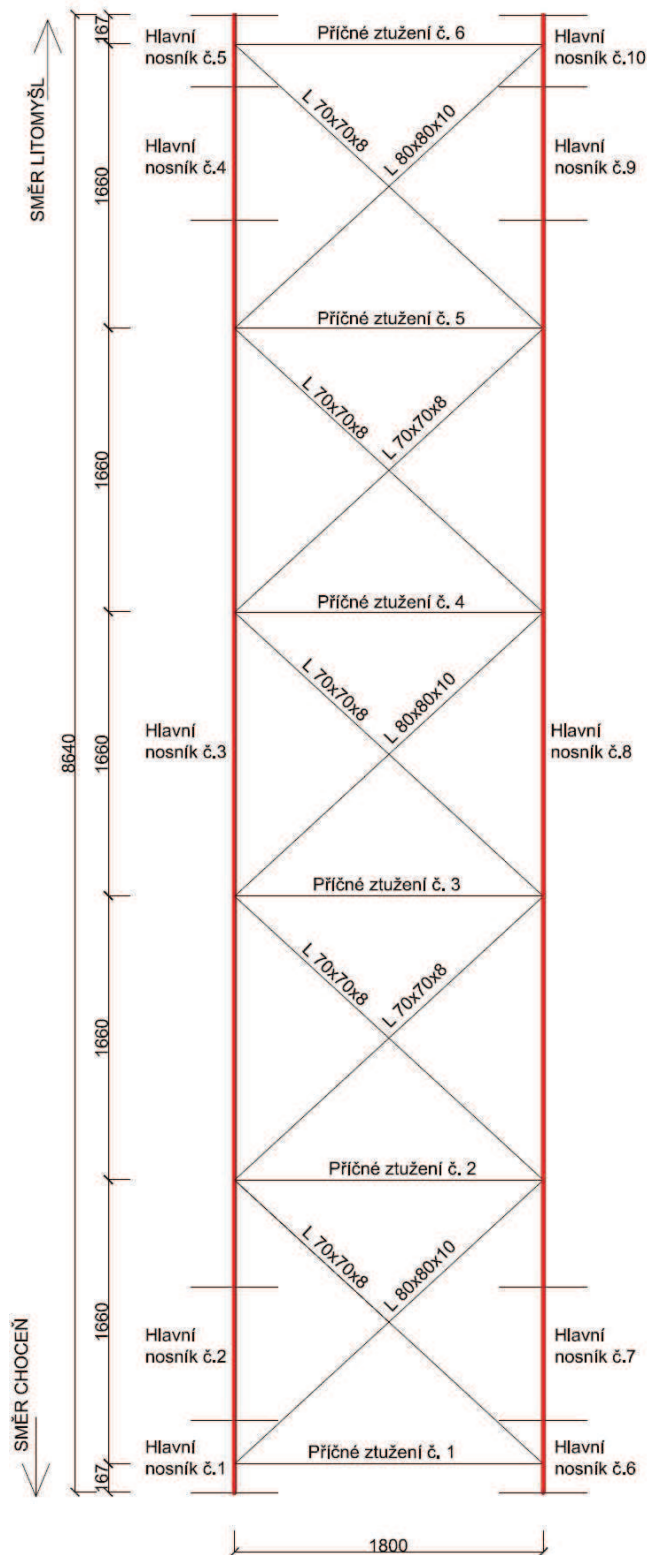 167
Hlavní
nosník č.5
Příčné ztužení č. 6
Hlavní
nosník č.10
SMĚR LITOMYŠL
L 70x70x8
L 80x80x10
1660
Hlavní
nosník č.4
Hlavní
nosník č.9
Příčné ztužení č. 5
L 70x70x8
L 70x70x8
1660
Příčné ztužení č. 4
L 70x70x8
L 80x80x10
8640
1660
Hlavní
nosník č.3
Hlavní
nosník č.8
Příčné ztužení č. 3
L 70x70x8
L 70x70x8
1660
Příčné ztužení č. 2
L 70x70x8
L 80x80x10
1660
Hlavní
nosník č.2
Hlavní
nosník č.7
SMĚR CHOCEŇ
Hlavní
nosník č.1
Příčné ztužení č. 1
Hlavní
nosník č.6
167
1800